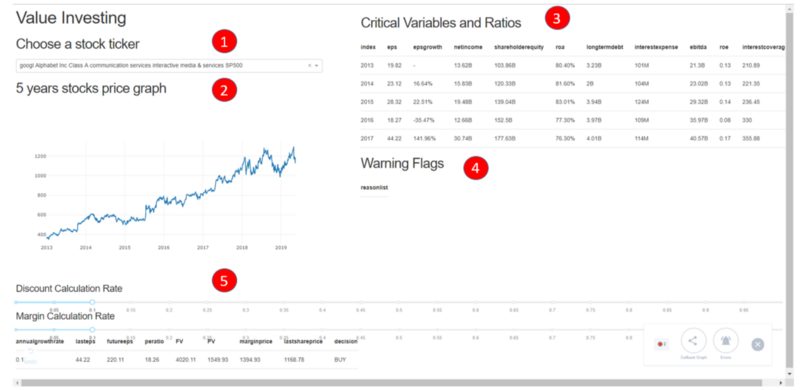 Value Investing
Choose a stock ticker
1
googl Alphabet Inc Class A communication services interactive media & services SP500
5 years stocks price graph
2
1200
1000
800
600
400
2013 2014 2015 2016 2017 2018 2019
Critical Variables and Ratios
3
index eps epsgrowth netincome shareholderequity roa longtermdebt interestexpense ebitda roe interestcoverag
2013 19.82 - 13.62B 103.86B 80.40% 3.23B 101M 21.3B 0.13 210.89
2014 23.12 16.64% 15.83B 120.33B 81.60% 2B 104M 23.02B 0.13 221.35
2015 28.32 22.51% 19.48B 139.04B 83.01% 3.94B 124M 29.32B 0.14 236.45
2016 18.27 -35.47% 12.66B 152.5B 77.30% 3.97B 109M 35.97B 0.08 330
2017 44.22 141.96% 30.74B 177.63B 76.30% 4.01B 114M 40.57B 0.17 355.88
Warning Flags
4
reasonlist
5
Discount Calculation Rate
0.05 0.1 0.15 0.2 0.25 0.3 0.35 0.4 0.45 0.5 0.55 0.6 0.65 0.7 0.75 0.8 0.85 0.9 0.95
Margin Calculation Rate
0.05 0.1 0.15 0.2 0.25 0.3 0.35 0.4 0.45 0.5 0.55 0.6
annualgrowthrate lasteps futureeps peratio FV PV marginprice lastshareprice decision
0.1 44.22 220.11 18.26 4020.11 1549.93 1394.93 1168.78 BUY
Callback Graph
Errors